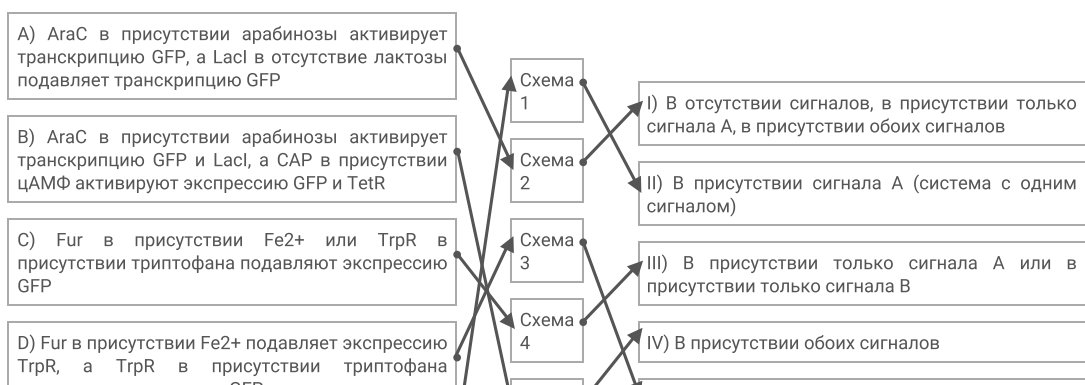 A) AraC в присутствии арабинозы активирует
транскрипцию GFP, а LacI в отсутствие лактозы
подавляет транскрипцию GFP
B) AraC в присутствии арабинозы активирует
транскрипцию GFP и LacI, а CAP в присутствии
цАМФ активируют экспрессию GFP и TetR
C) Fur в присутствии Fe2+ или TrpR в
присутствии триптофана подавляют экспрессию
GFP
D) Fur в присутствии Fe2+ подавляет экспрессию
TrpR, а TrpR в присутствии триптофана
Схема
1
Схема
2
Схема
3
Схема
4
I) В отсутствии сигналов, в присутствии только
сигнала А, в присутствии обоих сигналов
II) В присутствии сигнала А (система с одним
сигналом)
III) В присутствии только сигнала А или в
присутствии только сигнала В
IV) В присутствии обоих сигналов